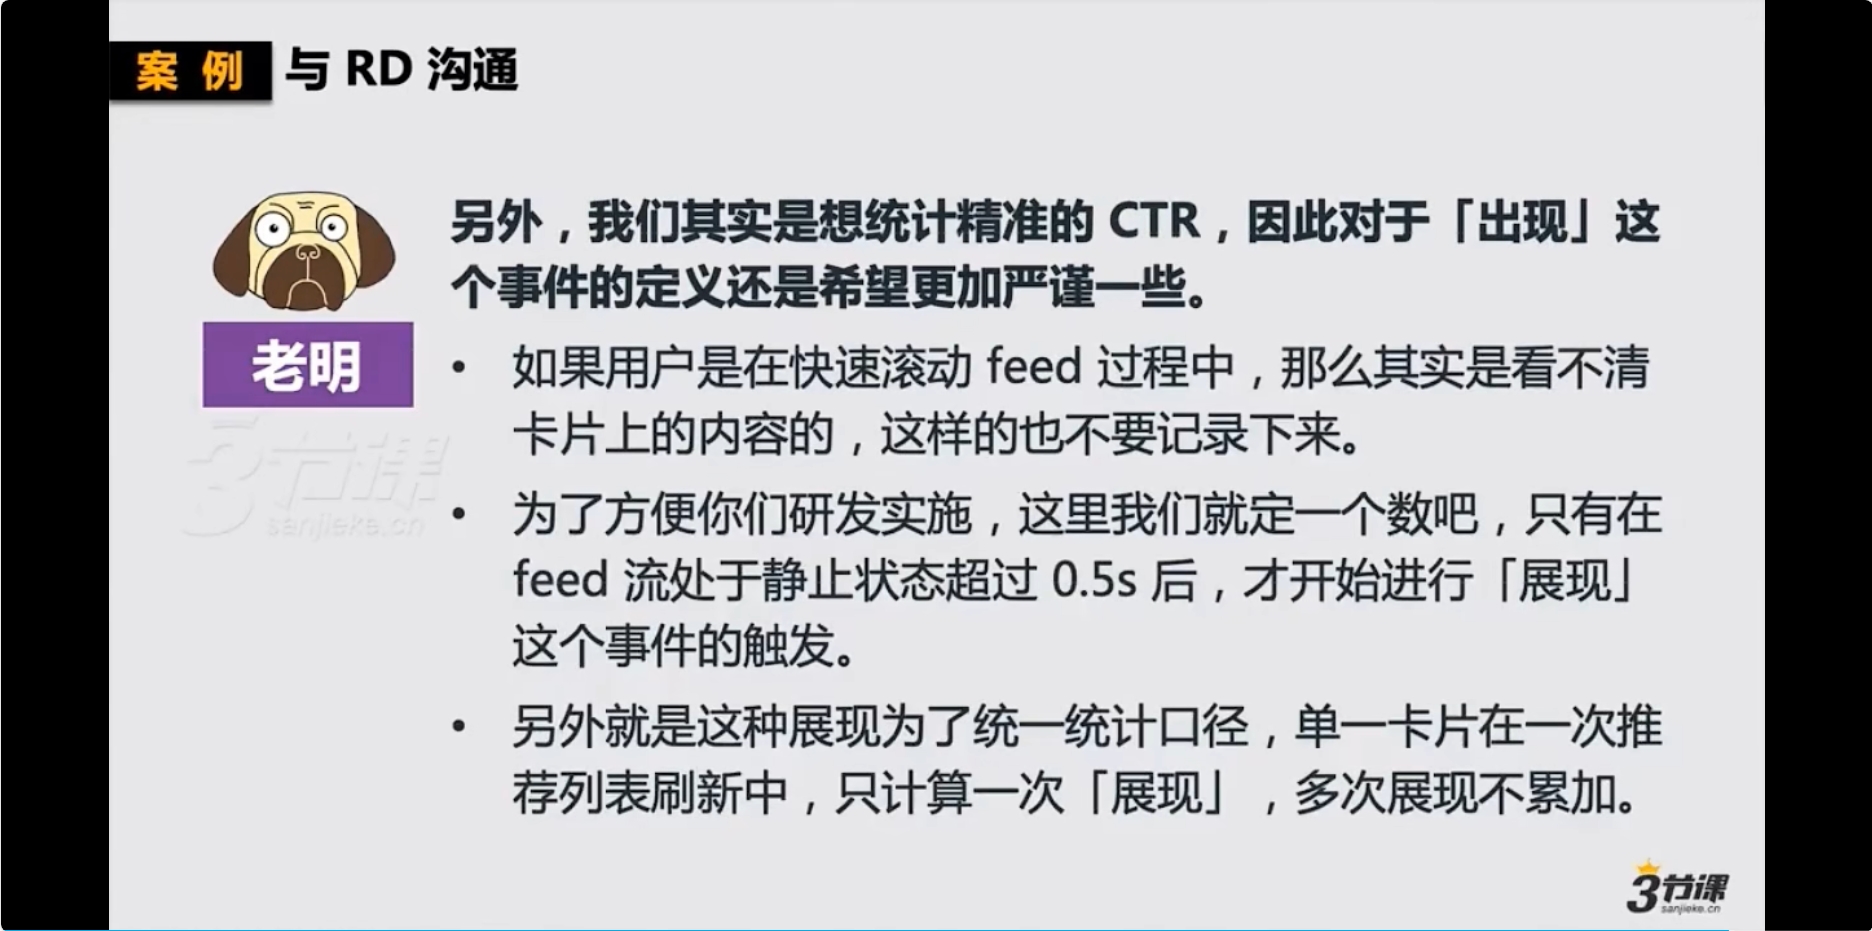 案 例 与 RD 沟通
另外，我们其实是想统计精准的 CTR，因此对于「出现」这
个事件的定义还是希望更加严谨一些。
老明
• 如果用户是在快速滚动 feed 过程中，那么其实是看不清
卡片上的内容的，这样的也不要记录下来。
• 为了方便你们研发实施，这里我们就定一个数吧，只有在
feed 流处于静止状态超过 0.5s 后，才开始进行「展现」
这个事件的触发。
• 另外就是这种展现为了统一统计口径，单一卡片在一次推
荐列表刷新中，只计算一次「展现」，多次展现不累加。
3节课
sanjieke.cn
3节课
sanjieke.cn